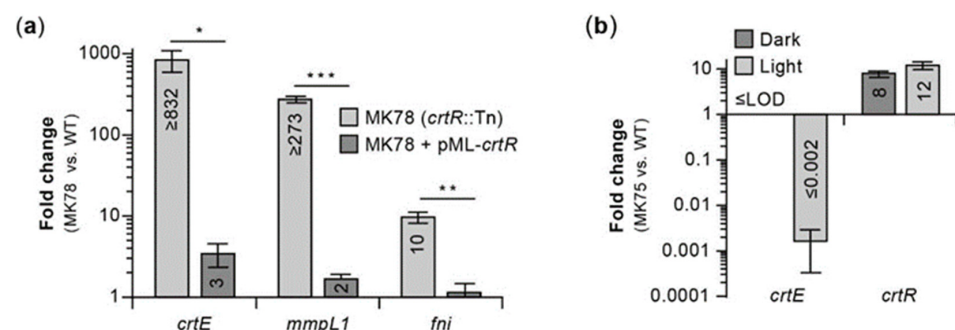 (a)
Fold change
(MK78 vs. WT)
1000
100
10
1
*
***
**
≥832
3
≥273
2
10
MK78 (crtR::Tn)
MK78 + pML-crtR
crtE
mmpL1
fni
(b)
Fold change
(MK75 vs. WT)
Dark
Light
≤LOD
10
1
0.1
0.01
0.001
0.0001
≤0.002
8
12
crtE
crtR